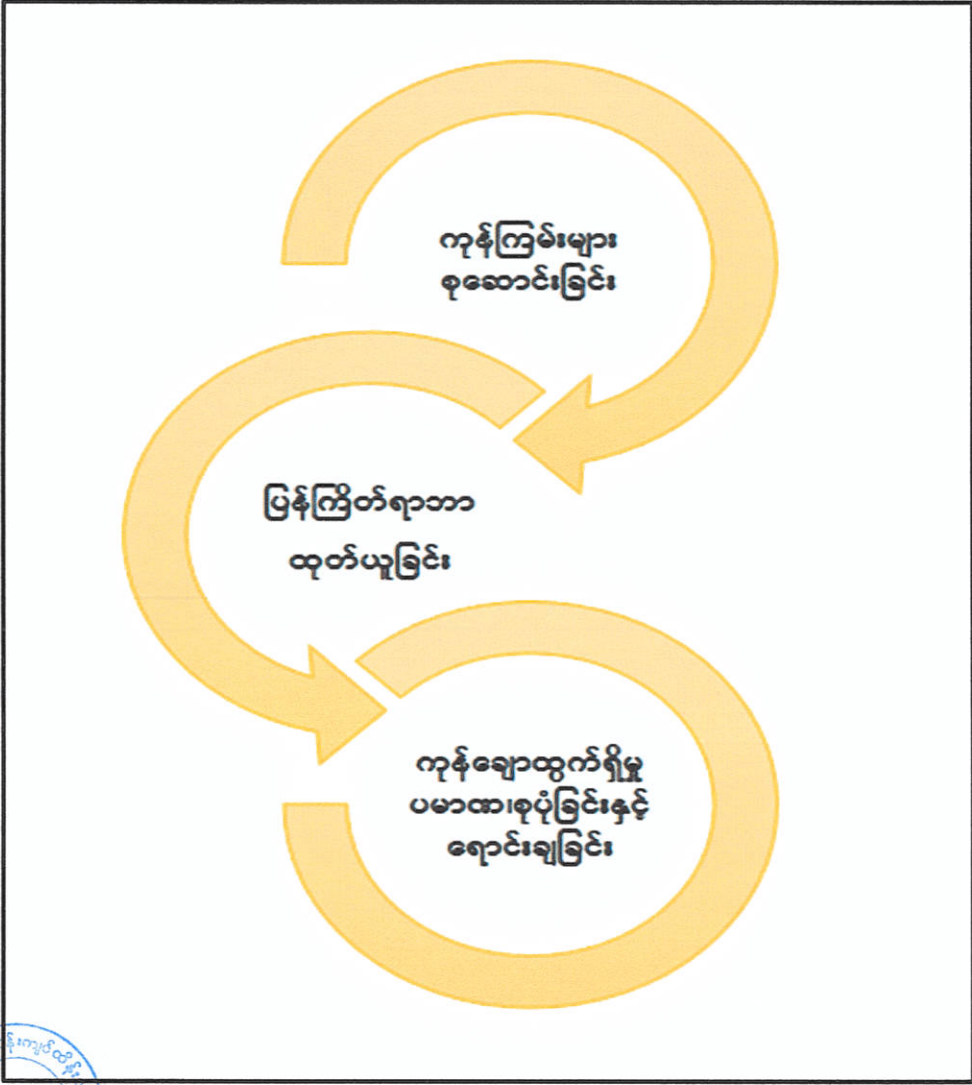 ကုန်ကြမ်းများ
စုဆောင်းခြင်း
ပြန်ကြိတ်ရာဘာ
ထုတ်ယူခြင်း
ကုန်ချောထွက်ရှိမှု
ပမာဏ၊စုပုံခြင်းနှင့်
ရောင်းချခြင်း